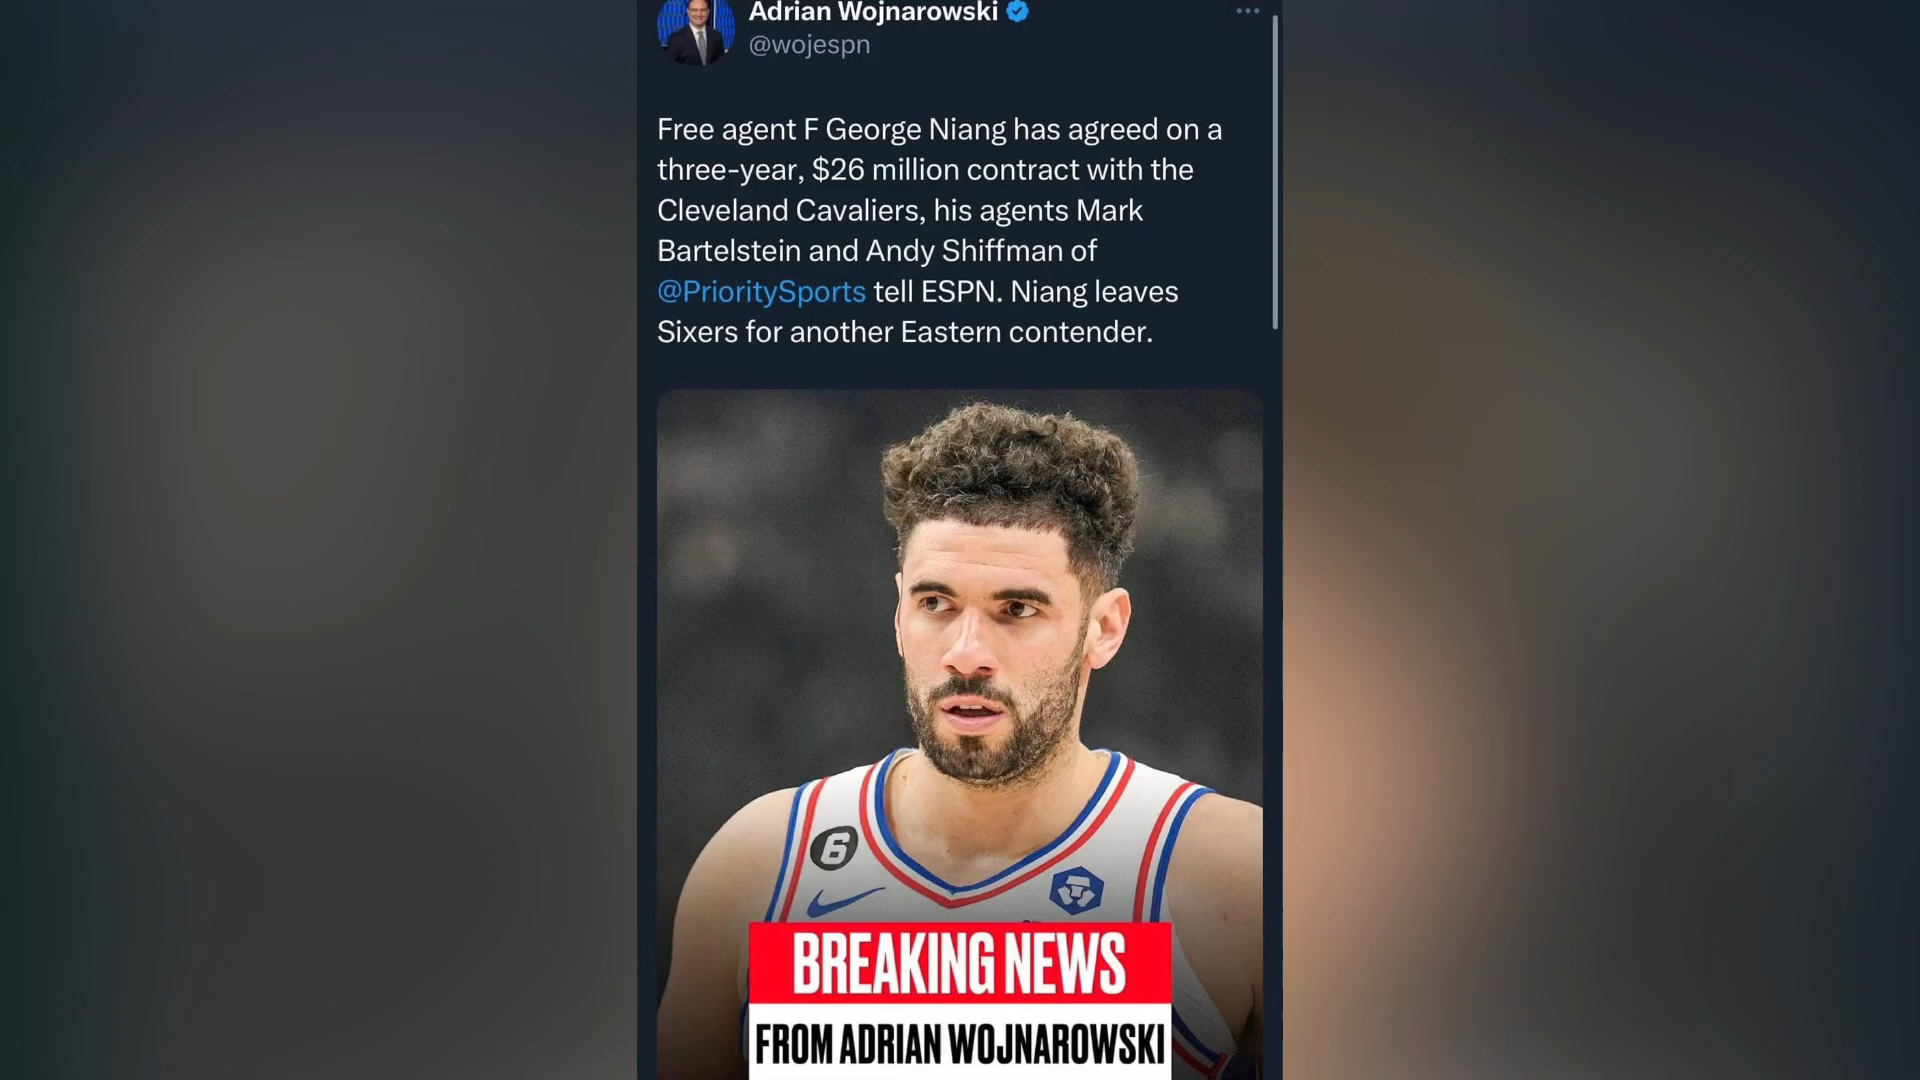 Adrian Wojnarowski
@wojespn
Free agent F George Niang has agreed on a
three-year, $26 million contract with the
Cleveland Cavaliers, his agents Mark
Bartelstein and Andy Shiffman of
@PrioritySports tell ESPN. Niang leaves
Sixers for another Eastern contender.
6
BREAKING NEWS
FROM ADRIAN WOJNAROWSKI